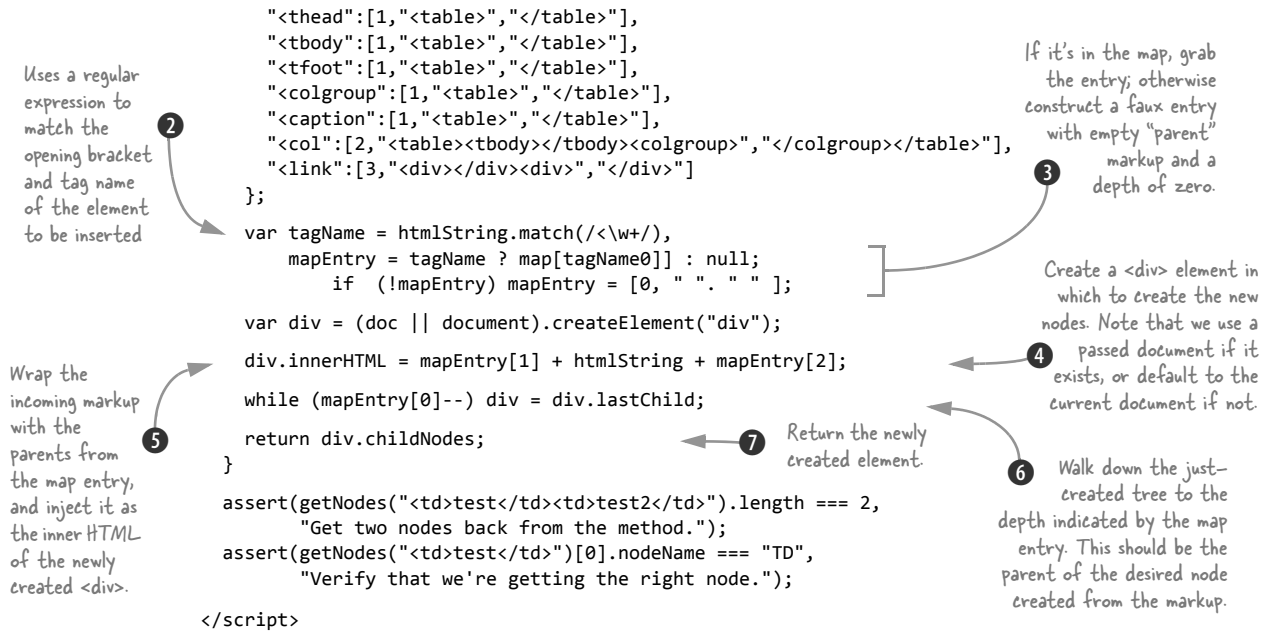 "<thead":[1,"<table>","</table>"],
"<tbody":[1,"<table>","</table>"],
"<tfoot":[1,"<table>","</table>"],
"<colgroup":[1,"<table>","</table>"],
"<caption":[1,"<table>","</table>"],
"<col":[2,"<table><tbody></tbody><colgroup>","</colgroup></table>"],
"<link":[3,"<div></div><div>","</div>"]
};
Uses a regular
expression to
match the
opening bracket
and tag name
of the element
to be inserted
2
If it's in the map, grab
the entry; otherwise
construct a faux entry
with empty "parent"
markup and a
depth of zero.
3
var tagName = htmlString.match(/<\w+/),
mapEntry = tagName ? map[tagName0]] : null;
if (!mapEntry) mapEntry = [0, " ". " " ];
var div = (doc || document).createElement("div");
Create a <div> element in
which to create the new
nodes. Note that we use a
4 passed document if it
exists, or default to the
current document if not.
div.innerHTML = mapEntry[1] + htmlString + mapEntry[2];
Wrap the
incoming markup
with the
parents from
the map entry,
and inject it as
the inner HTML
of the newly
created <div>.
5
while (mapEntry[0]--) div = div.lastChild;
return div.childNodes;
7 Return the newly
created element.
}
6 Walk down the just-
created tree to the
depth indicated by the map
entry. This should be the
parent of the desired node
created from the markup.
assert(getNodes("<td>test</td><td>test2</td>").length === 2,
"Get two nodes back from the method.");
assert(getNodes("<td>test</td>")[0].nodeName === "TD",
"Verify that we're getting the right node.");
</script>